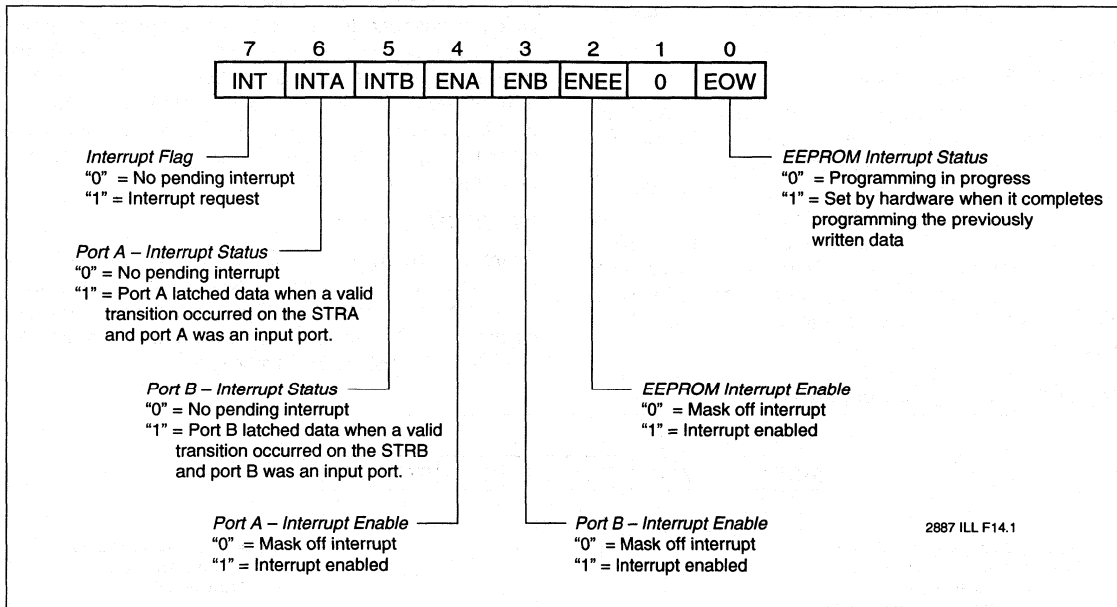 7 6 5 4 3 2 1 0
INT INTA INTB ENA ENB ENEE 0 EOW
Interrupt Flag
“0” = No pending interrupt
“1” = Interrupt request
EEPROM Interrupt Status
“0” = Programming in progress
“1” = Set by hardware when it completes
programming the previously
written data
Port A – Interrupt Status
“0” = No pending interrupt
“1” = Port A latched data when a valid
transition occurred on the STRA
and port A was an input port.
Port B – Interrupt Status
“0” = No pending interrupt
“1” = Port B latched data when a valid
transition occurred on the STRB
and port B was an input port.
EEPROM Interrupt Enable
“0” = Mask off interrupt
“1” = Interrupt enabled
Port A – Interrupt Enable
“0” = Mask off interrupt
“1” = Interrupt enabled
Port B – Interrupt Enable
“0” = Mask off interrupt
“1” = Interrupt enabled
2887 ILL F14.1